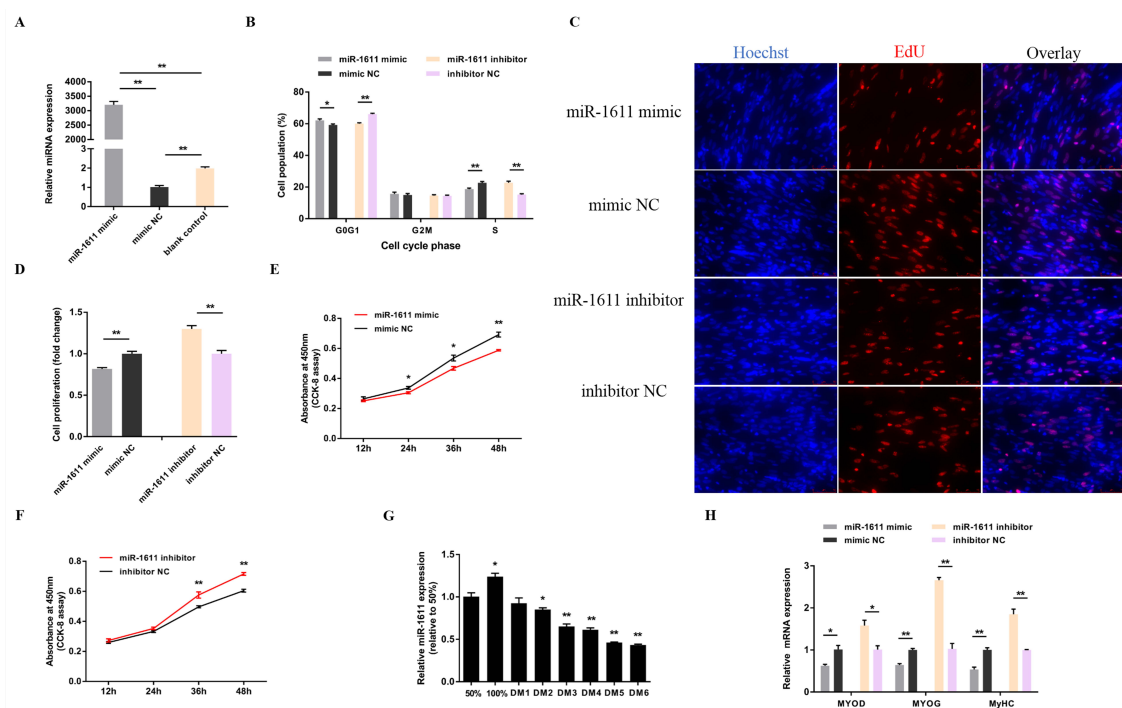 A
Relative miRNA expression
3200
3150
3000
2750
2500
2250
2000
3
2
1
0
**
**
**
miR-1611 mimic
mimic NC
blank control
B
miR-1611 mimic
miR-1611 inhibitor
mimic NC
inhibitor NC
Cell population (%)
80
60
40
20
0
*
**
**
**
G0G1
G2M
S
Cell cycle phase
C
Hoechst
EdU
Overlay
miR-1611 mimic
mimic NC
miR-1611 inhibitor
inhibitor NC
D
Cell proliferation (fold change)
1.5
1.0
0.5
0.0
**
**
miR-1611 mimic
mimic NC
miR-1611 inhibitor
inhibitor NC
E
miR-1611 mimic
mimic NC
Absorbance at 450nm
(CCK-8 assay)
0.8
0.6
0.4
0.2
0.0
*
*
**
12h
24h
36h
48h
F
miR-1611 inhibitor
inhibitor NC
Absorbance at 450nm
(CCK-8 assay)
0.8
0.6
0.4
0.2
0.0
**
**
12h
24h
36h
48h
G
Relative miR-1611 expression
(relative to 50%)
1.5
1.0
0.5
0.0
*
*
**
**
**
**
50%
100%
DM1
DM2
DM3
DM4
DM5
DM6
H
miR-1611 mimic
miR-1611 inhibitor
mimic NC
inhibitor NC
Relative mRNA expression
3
2
1
0
*
*
**
**
**
**
MYOD
MYOG
MyHC